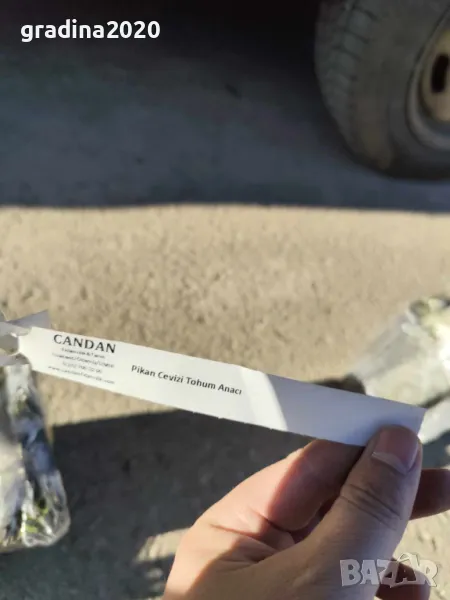 gradina2020
CANDAN
Pikan Cevizi Tohum Anacı
BAZAR